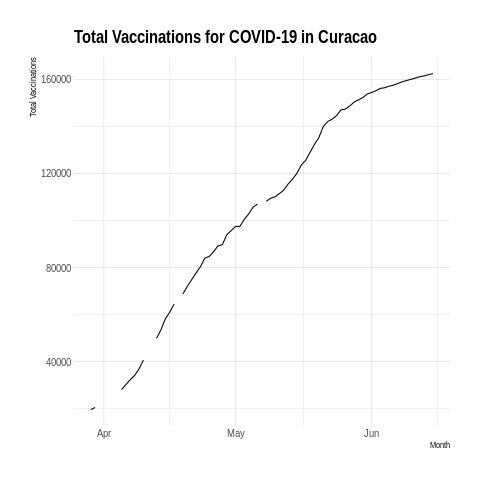 Total Vaccinations for COVID-19 in Curacao
Total Vaccinations
160000
120000
80000
40000
Apr May Jun
Month